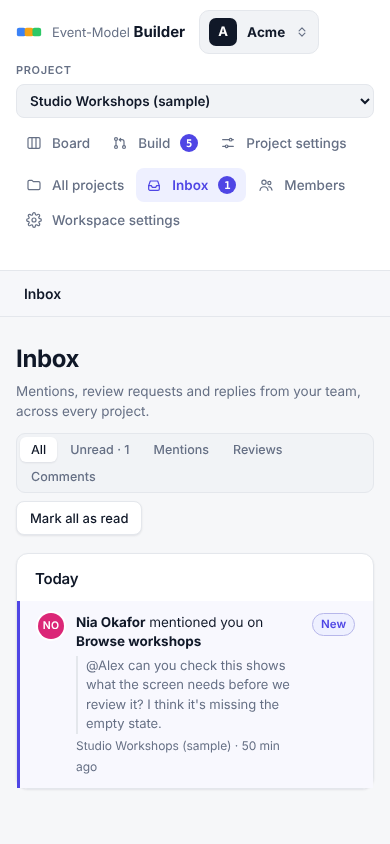 Event-Model Builder
A Acme
PROJECT
Studio Workshops (sample)
Board Build 5 Project settings
All projects Inbox 1 Members
Workspace settings
Inbox
Inbox
Mentions, review requests and replies from your team,
across every project.
All Unread · 1 Mentions Reviews
Comments
Mark all as read
Today
NO Nia Okafor mentioned you on New
Browse workshops
@Alex can you check this shows
what the screen needs before we
review it? I think it's missing the
empty state.
Studio Workshops (sample) · 50 min
ago